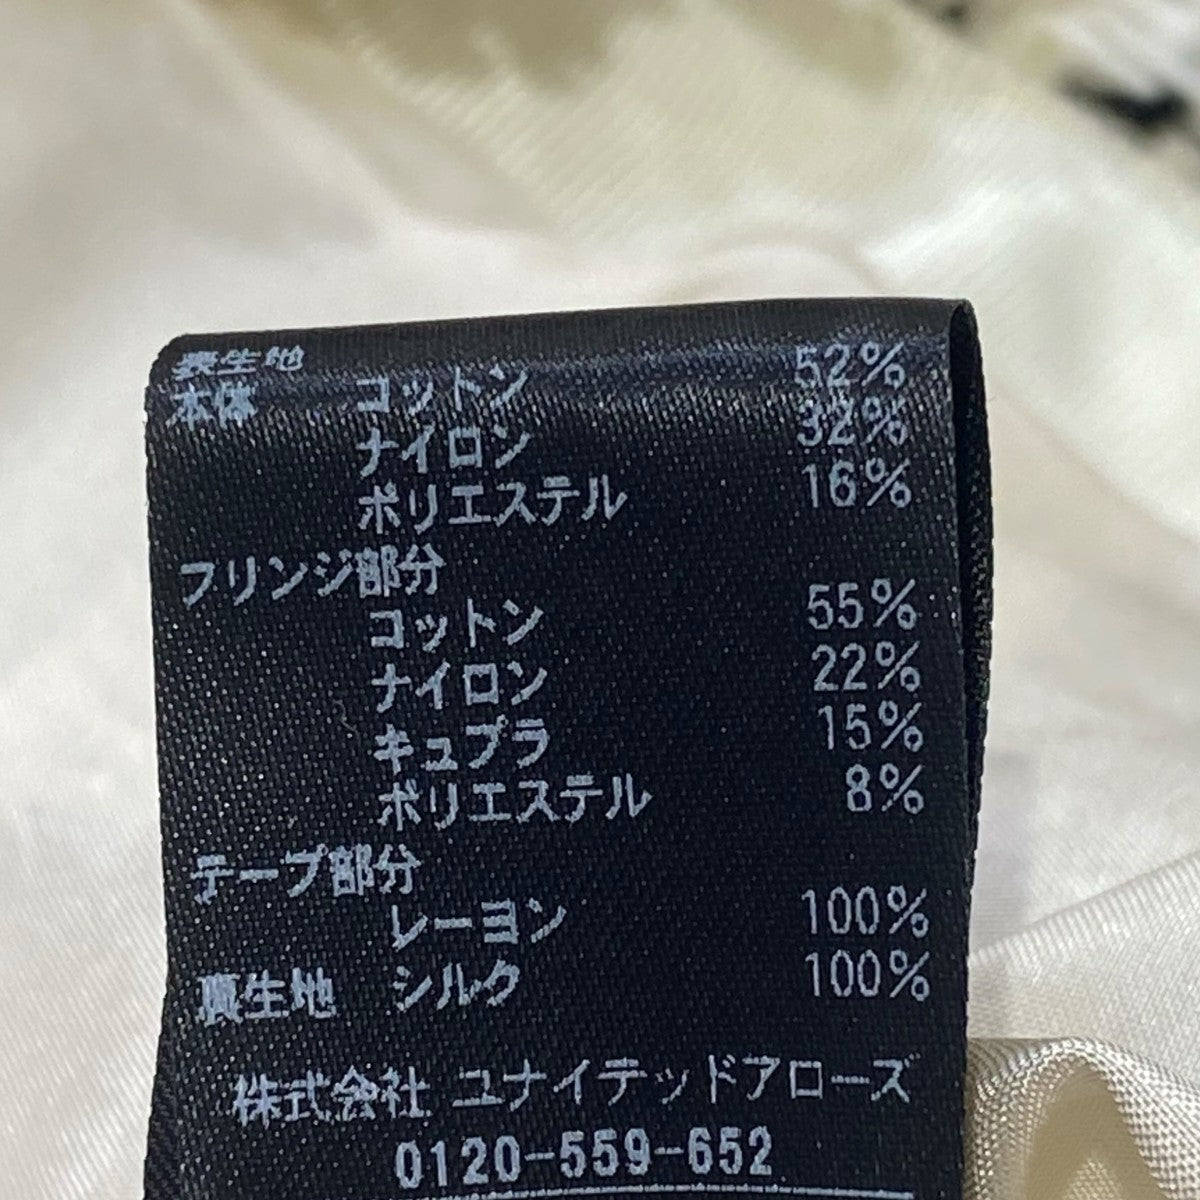 表生地
本体 コットン 52%
ナイロン 32%
ポリエステル 16%
フリンジ部分
コットン 55%
ナイロン 22%
キュプラ 15%
ポリエステル 8%
テープ部分
レーヨン 100%
裏生地 シルク 100%
株式会社 ユナイテッドアローズ
0120-559-652